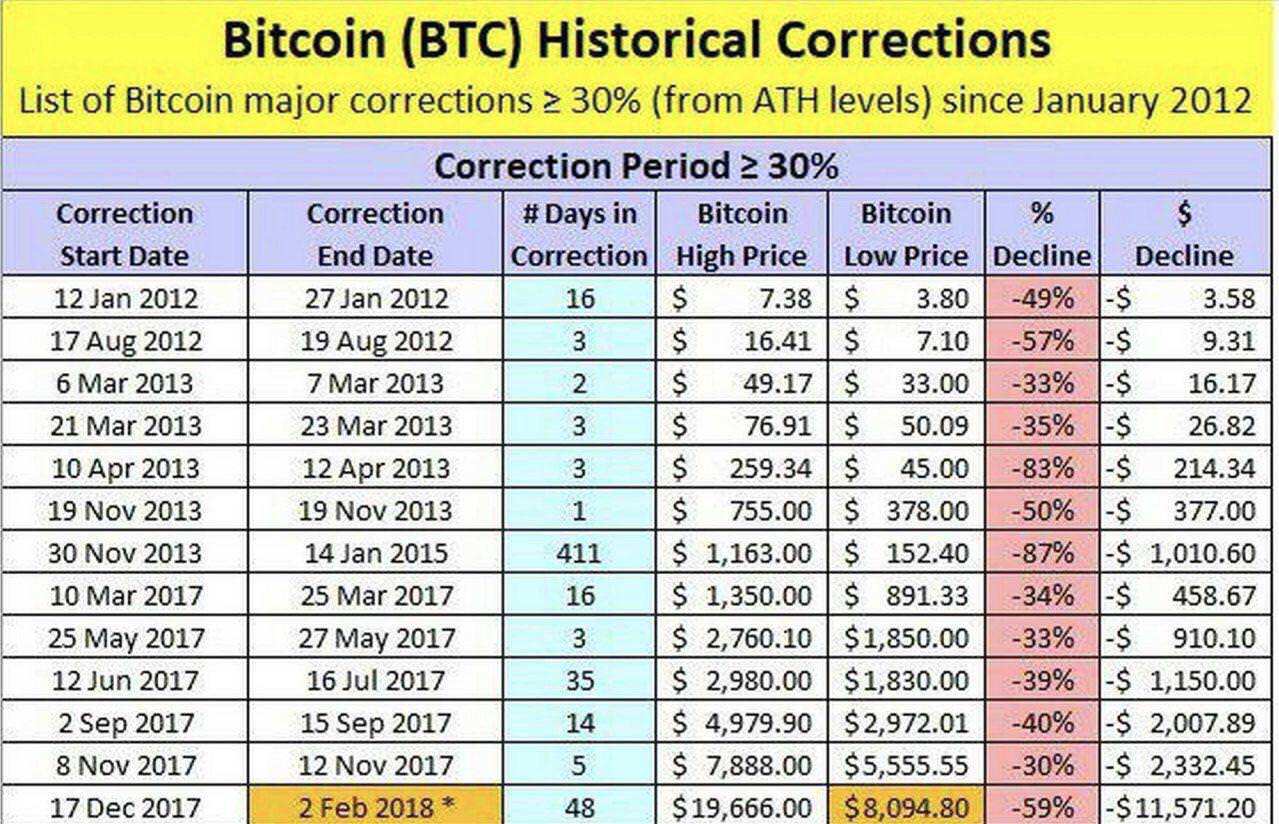 Bitcoin (BTC) Historical Corrections
List of Bitcoin major corrections ≥ 30% (from ATH levels) since January 2012
Correction Period ≥ 30%
Correction Start Date | Correction End Date | # Days in Correction | Bitcoin High Price | Bitcoin Low Price | % Decline | $ Decline
12 Jan 2012 | 27 Jan 2012 | 16 | $ 7.38 | $ 3.80 | -49% | -$ 3.58
17 Aug 2012 | 19 Aug 2012 | 3 | $ 16.41 | $ 7.10 | -57% | -$ 9.31
6 Mar 2013 | 7 Mar 2013 | 2 | $ 49.17 | $ 33.00 | -33% | -$ 16.17
21 Mar 2013 | 23 Mar 2013 | 3 | $ 76.91 | $ 50.09 | -35% | -$ 26.82
10 Apr 2013 | 12 Apr 2013 | 3 | $ 259.34 | $ 45.00 | -83% | -$ 214.34
19 Nov 2013 | 19 Nov 2013 | 1 | $ 755.00 | $ 378.00 | -50% | -$ 377.00
30 Nov 2013 | 14 Jan 2015 | 411 | $ 1,163.00 | $ 152.40 | -87% | -$ 1,010.60
10 Mar 2017 | 25 Mar 2017 | 16 | $ 1,350.00 | $ 891.33 | -34% | -$ 458.67
25 May 2017 | 27 May 2017 | 3 | $ 2,760.10 | $1,850.00 | -33% | -$ 910.10
12 Jun 2017 | 16 Jul 2017 | 35 | $ 2,980.00 | $1,830.00 | -39% | -$ 1,150.00
2 Sep 2017 | 15 Sep 2017 | 14 | $ 4,979.90 | $2,972.01 | -40% | -$ 2,007.89
8 Nov 2017 | 12 Nov 2017 | 5 | $ 7,888.00 | $5,555.55 | -30% | -$ 2,332.45
17 Dec 2017 | 2 Feb 2018 * | 48 | $19,666.00 | $8,094.80 | -59% | -$11,571.20